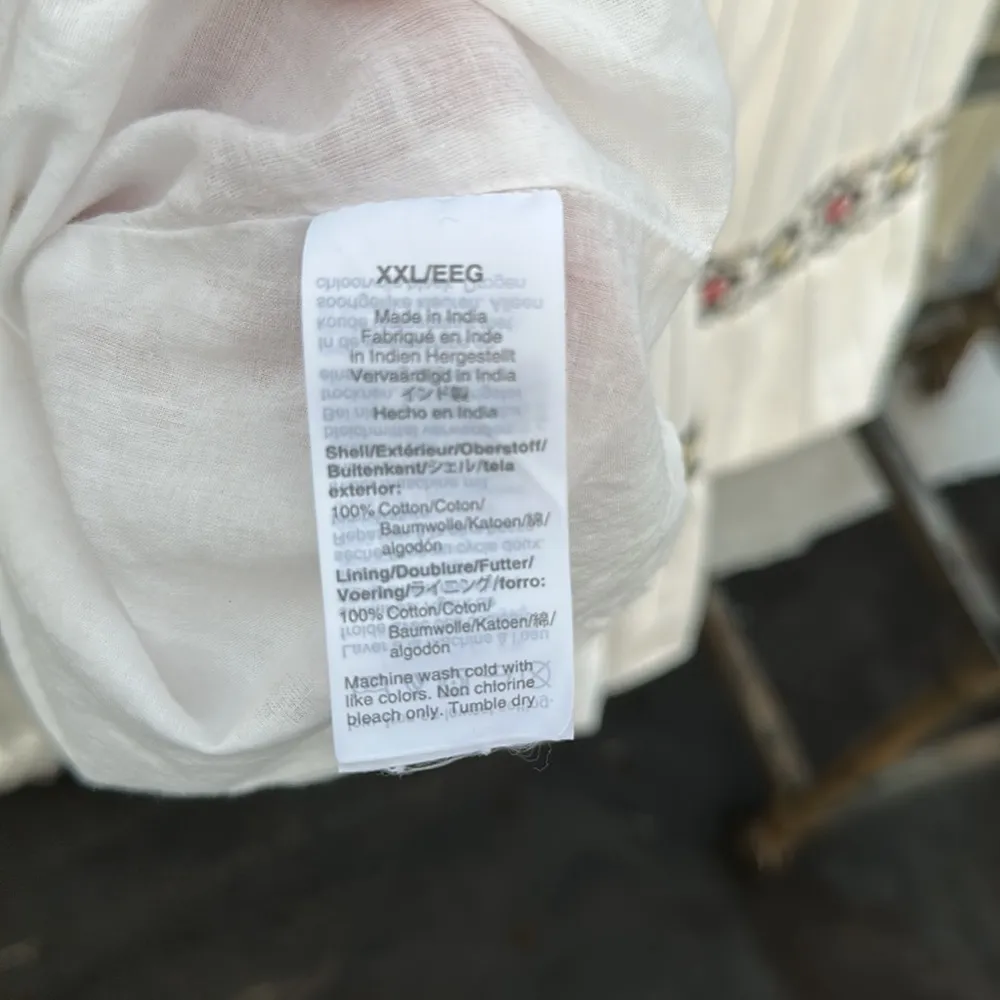 XXL/EEG
Made in India
Fabriqué en Inde
in Indien Hergestellt
Vervaardigd in India
インド製
Hecho en India
Shell/Extérieur/Oberstoff/
Buitenkant/シェル/tela
exterior:
100% Cotton/Coton/
Baumwolle/Katoen/綿/
algodón
Lining/Doublure/Futter/
Voering/ライニング/forro:
100% Cotton/Coton/
Baumwolle/Katoen/綿/
algodón
Machine wash cold with
like colors. Non chlorine
bleach only. Tumble dry